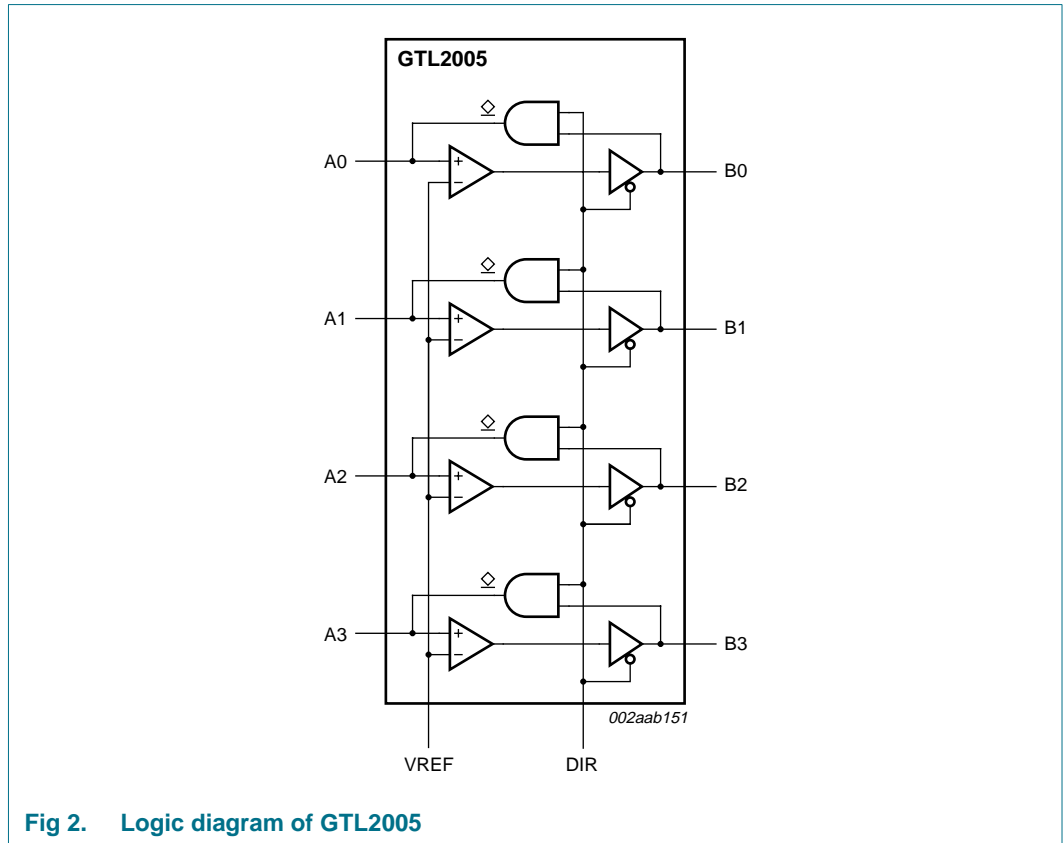 GTL2005
A0
+
−
B0
A1
+
−
B1
A2
+
−
B2
A3
+
−
B3
002aab151
VREF DIR
Fig 2. Logic diagram of GTL2005